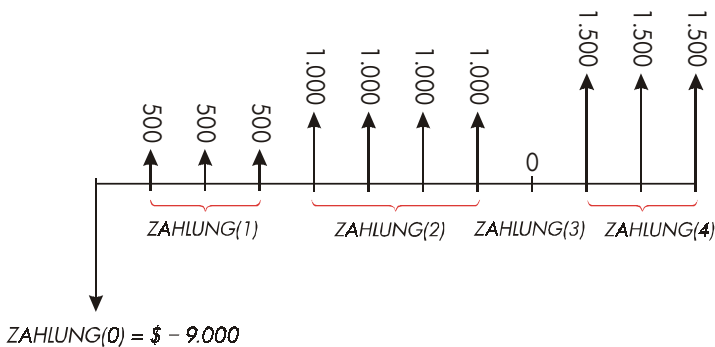 500 500 500 1.000 1.000 1.000 1.000 0 1.500 1.500 1.500
ZAHLUNG(1) ZAHLUNG(2) ZAHLUNG(3) ZAHLUNG(4)
ZAHLUNG(0) = $ – 9.000